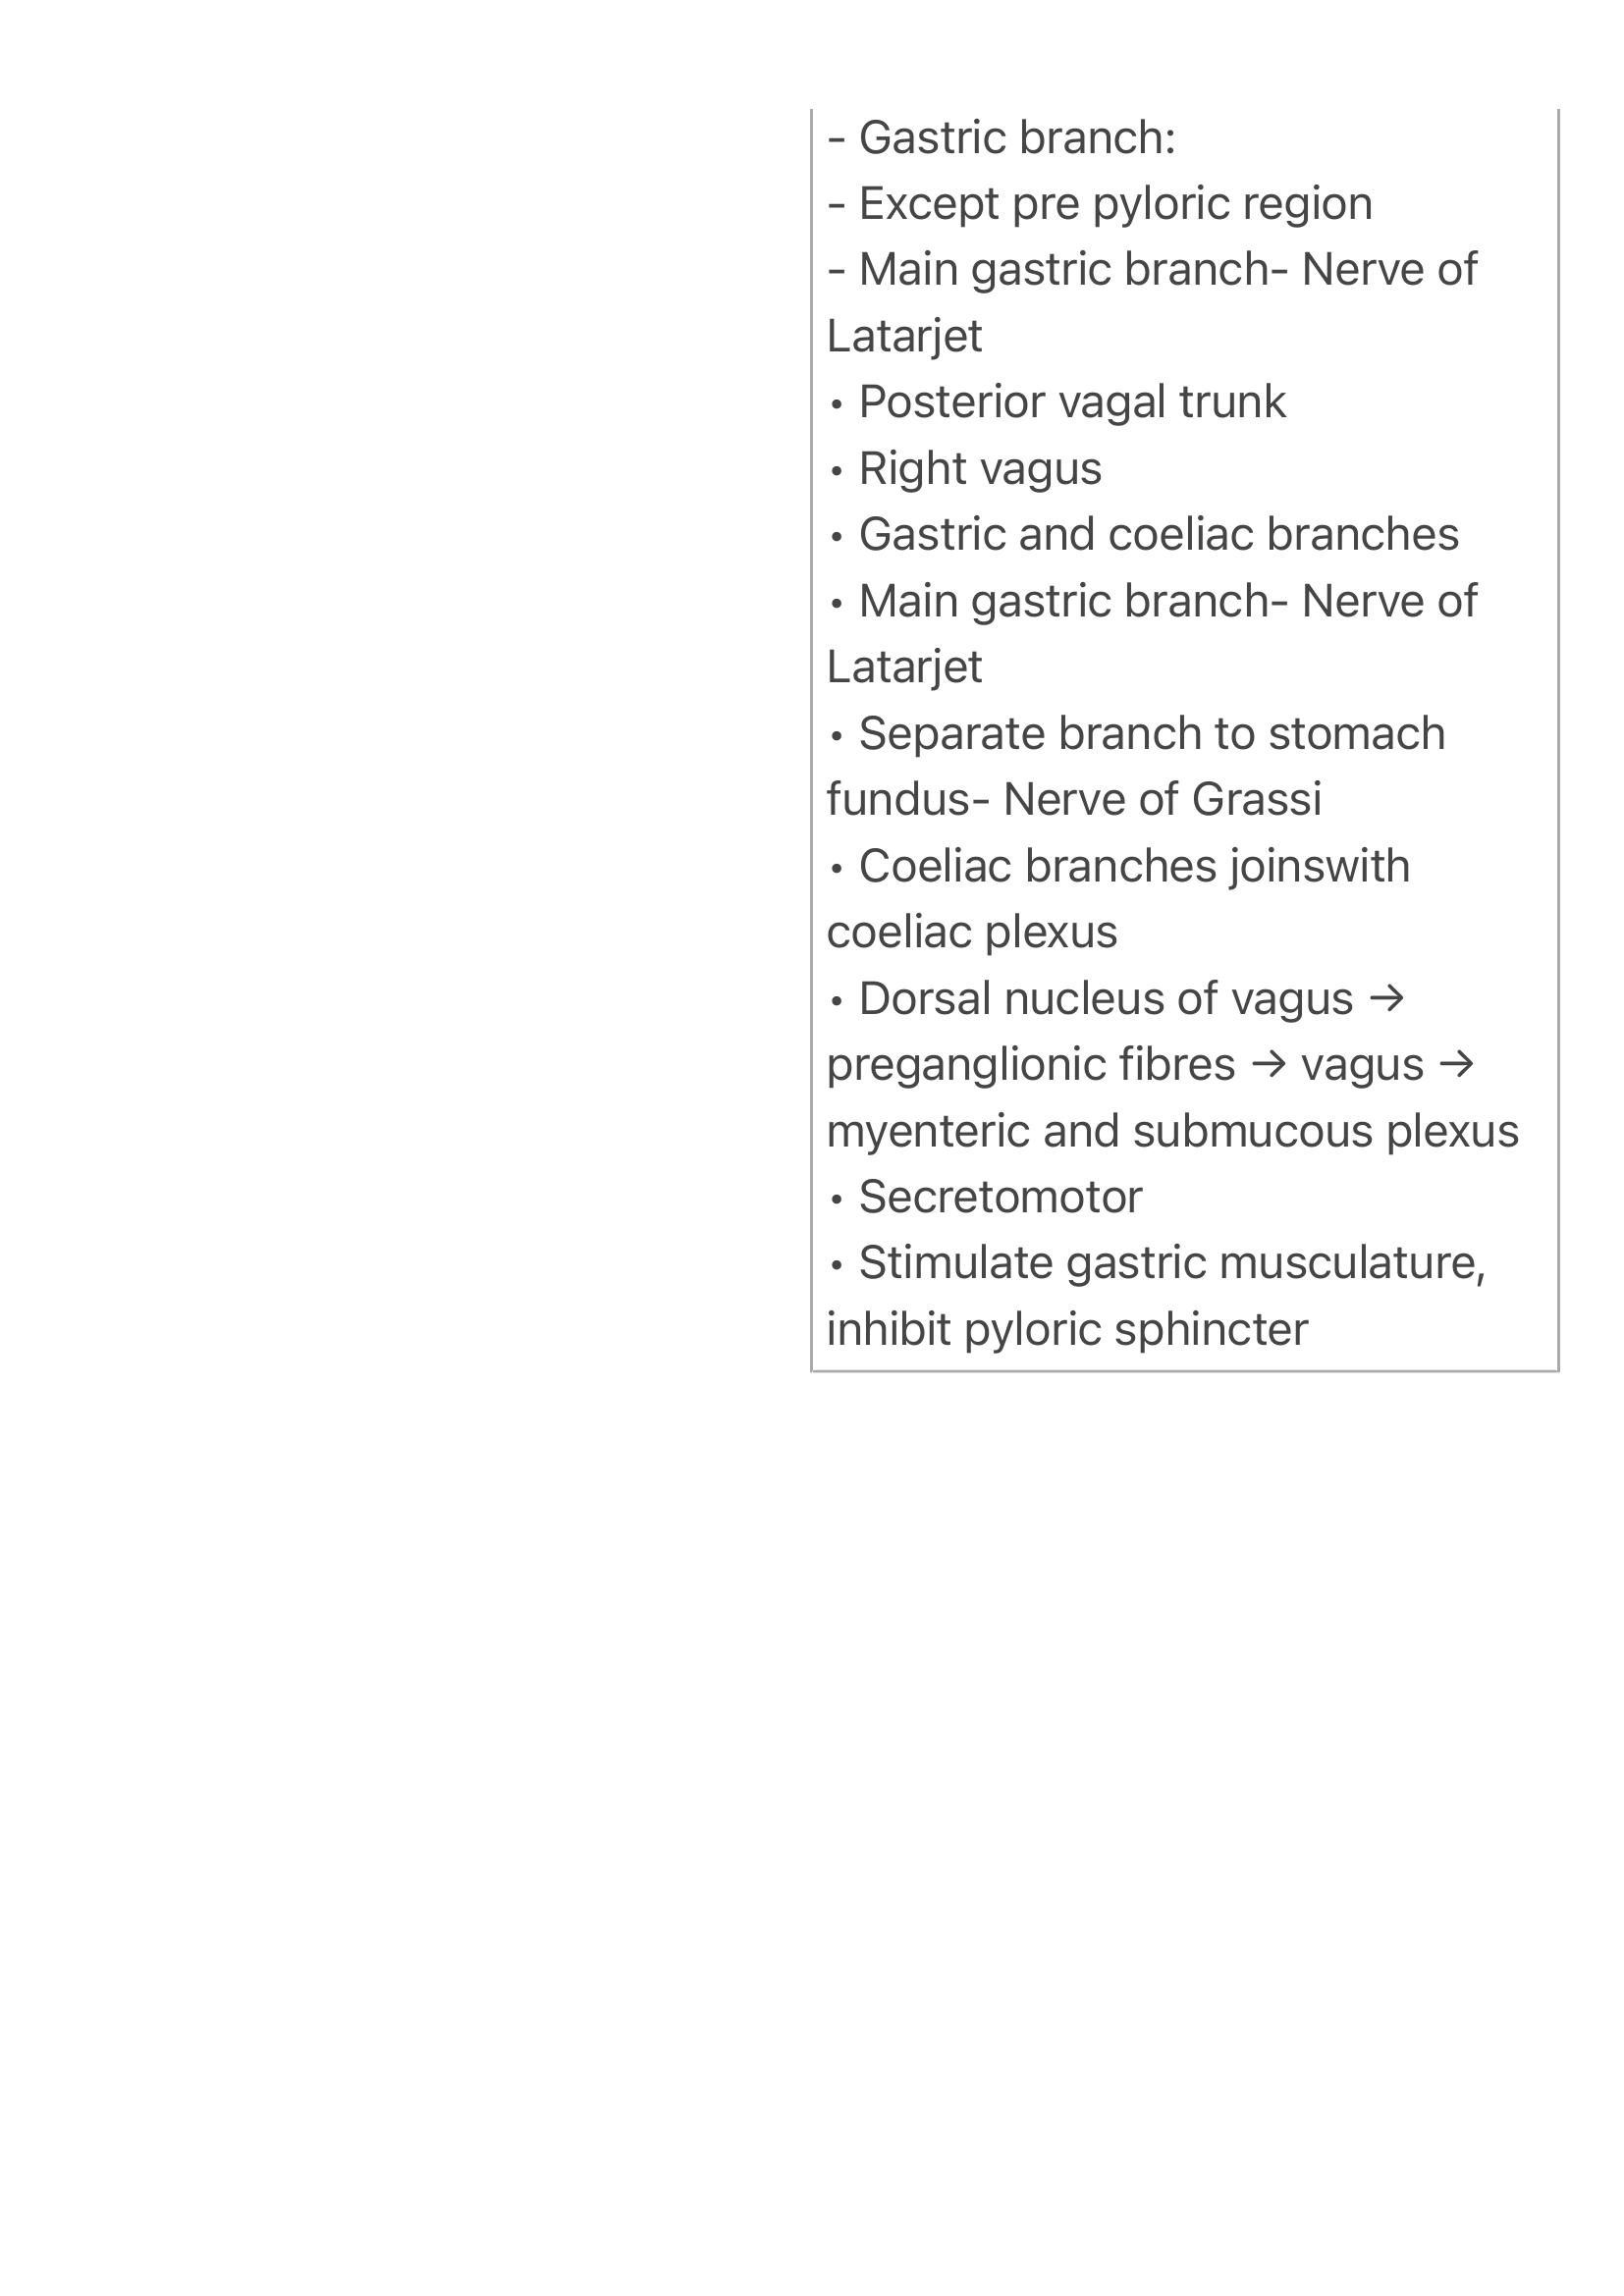 - Gastric branch:
- Except pre pyloric region
- Main gastric branch- Nerve of
Latarjet
• Posterior vagal trunk
• Right vagus
• Gastric and coeliac branches
• Main gastric branch- Nerve of
Latarjet
• Separate branch to stomach
fundus- Nerve of Grassi
• Coeliac branches joinswith
coeliac plexus
• Dorsal nucleus of vagus →
preganglionic fibres → vagus →
myenteric and submucous plexus
• Secretomotor
• Stimulate gastric musculature,
inhibit pyloric sphincter